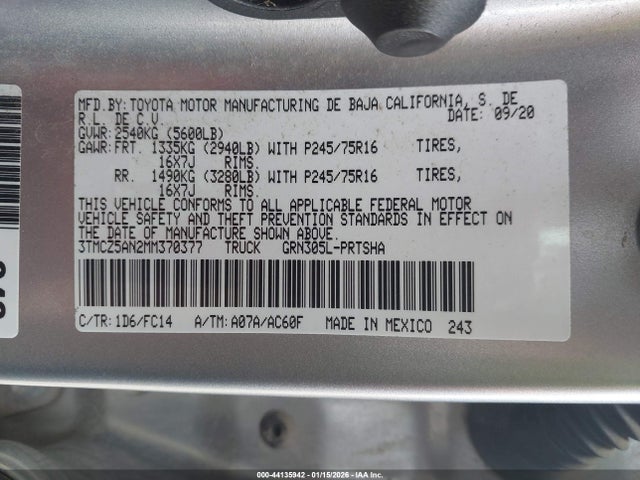 MFD.BY: TOYOTA MOTOR MANUFACTURING DE BAJA CALIFORNIA, S. DE
R.L. DE C.V. DATE: 09/20
GVWR: 2540KG (5600LB)
GAWR: FRT. 1335KG (2940LB) WITH P245/75R16 TIRES,
16X7J RIMS.
RR. 1490KG (3280LB) WITH P245/75R16 TIRES,
16X7J RIMS.
THIS VEHICLE CONFORMS TO ALL APPLICABLE FEDERAL MOTOR
VEHICLE SAFETY AND THEFT PREVENTION STANDARDS IN EFFECT ON
THE DATE OF MANUFACTURE SHOWN ABOVE.
3TMCZ5AN2MM370377 TRUCK GRN305L-PRTSHA
C/TR: 1D6/FC14 A/TM: A07A/AC60F MADE IN MEXICO 243
000-44135942 - 01/15/2026 - IAA Inc.